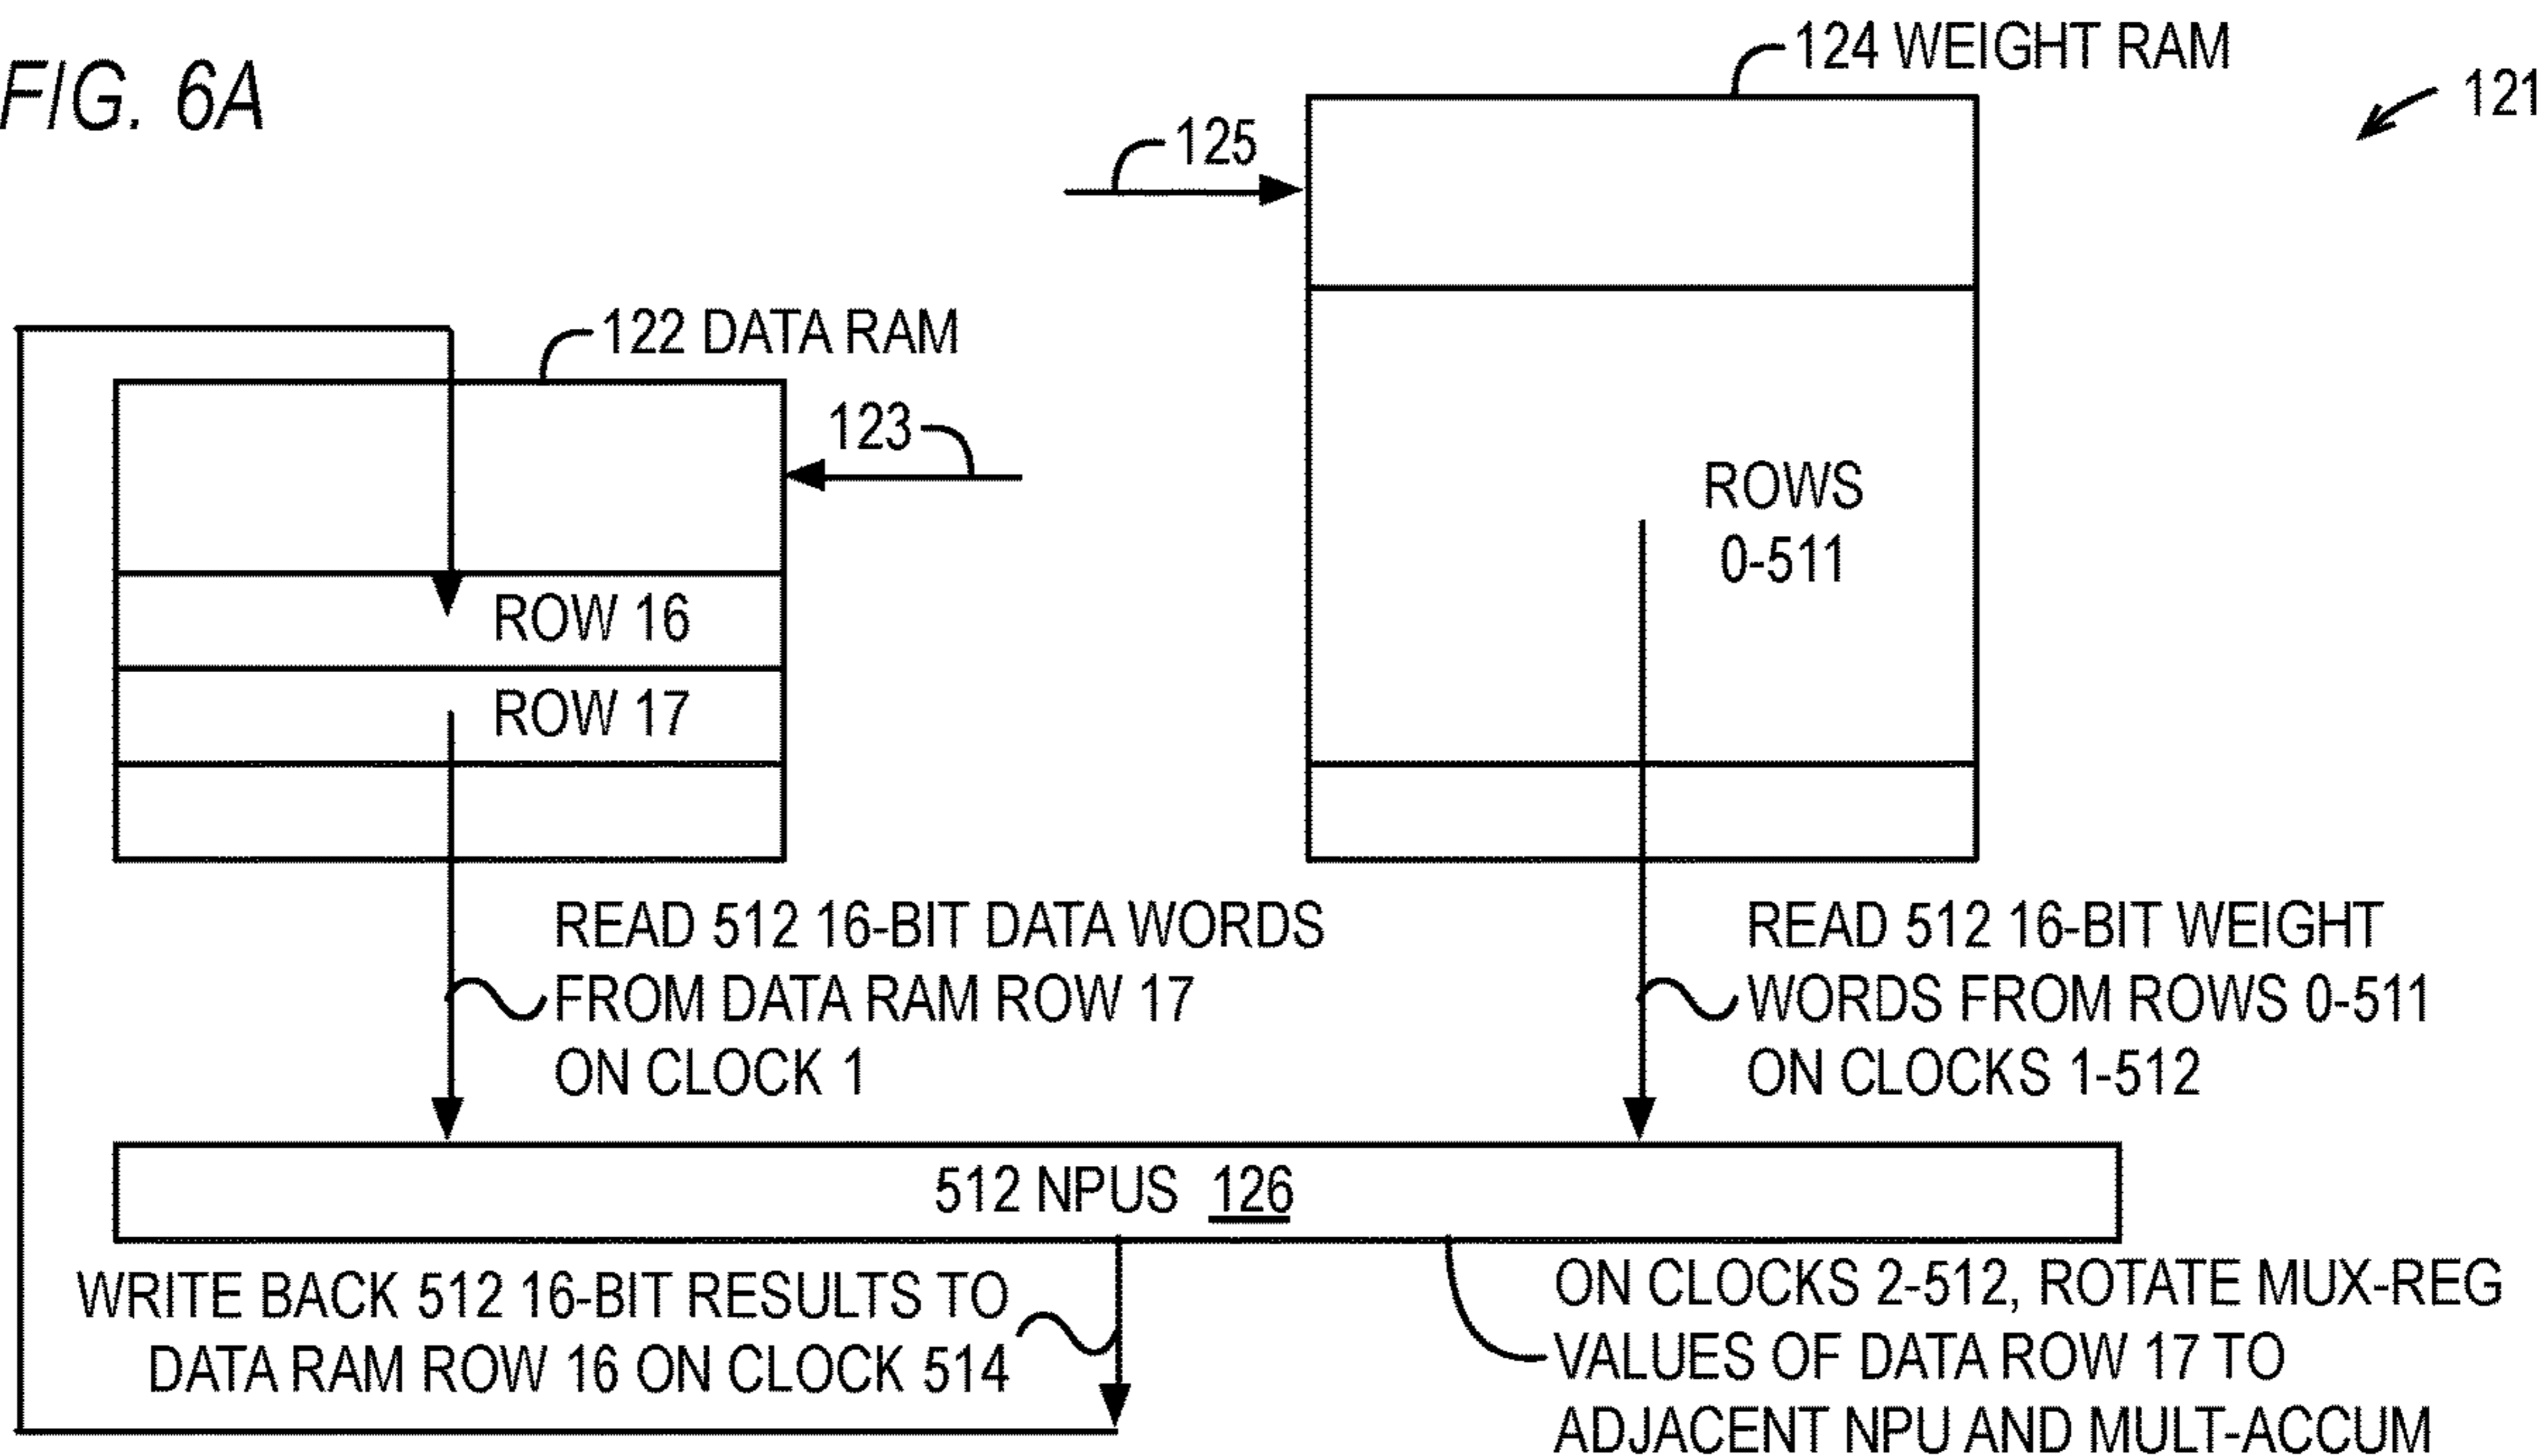 FIG. 6A
124 WEIGHT RAM
121
125
122 DATA RAM
123
ROWS
0-511
ROW 16
ROW 17
READ 512 16-BIT DATA WORDS
FROM DATA RAM ROW 17
ON CLOCK 1
READ 512 16-BIT WEIGHT
WORDS FROM ROWS 0-511
ON CLOCKS 1-512
512 NPUS 126
WRITE BACK 512 16-BIT RESULTS TO
DATA RAM ROW 16 ON CLOCK 514
ON CLOCKS 2-512, ROTATE MUX-REG
VALUES OF DATA ROW 17 TO
ADJACENT NPU AND MULT-ACCUM